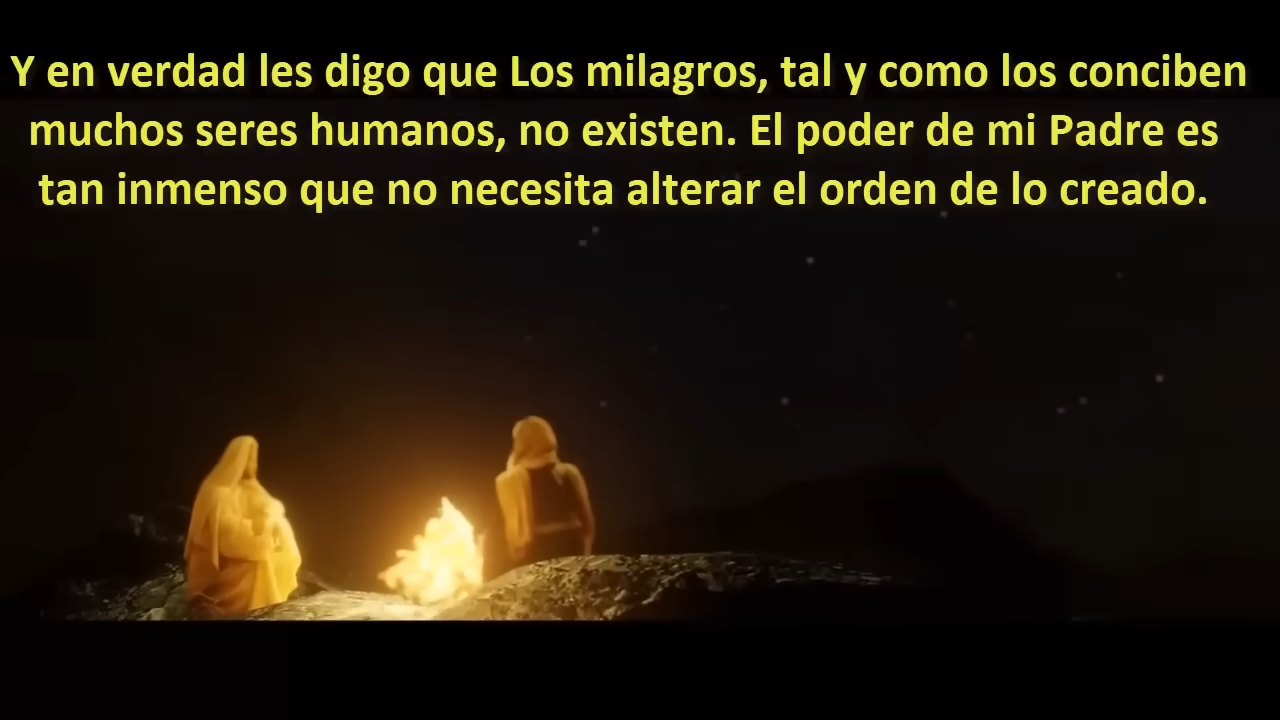 Y en verdad les digo que Los milagros, tal y como los conciben
muchos seres humanos, no existen. El poder de mi Padre es
tan inmenso que no necesita alterar el orden de lo creado.